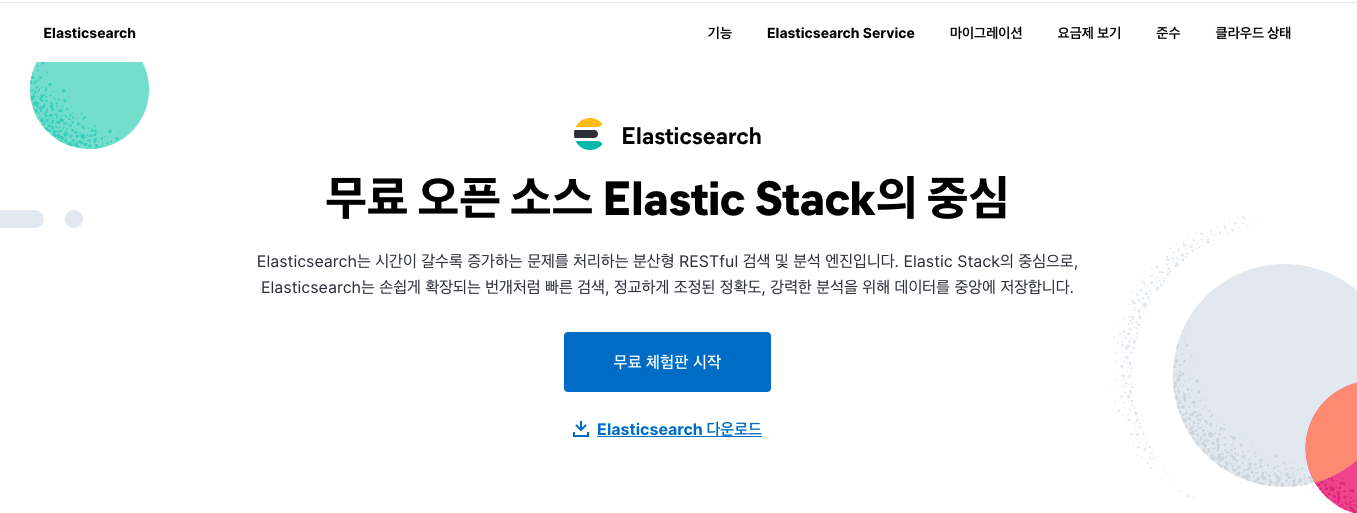 Elasticsearch
기능 Elasticsearch Service 마이그레이션 요금제 보기 준수 클라우드 상태
Elasticsearch
무료 오픈 소스 Elastic Stack의 중심
Elasticsearch는 시간이 갈수록 증가하는 문제를 처리하는 분산형 RESTful 검색 및 분석 엔진입니다. Elastic Stack의 중심으로,
Elasticsearch는 손쉽게 확장되는 번개처럼 빠른 검색, 정교하게 조정된 정확도, 강력한 분석을 위해 데이터를 중앙에 저장합니다.
무료 체험판 시작
Elasticsearch 다운로드